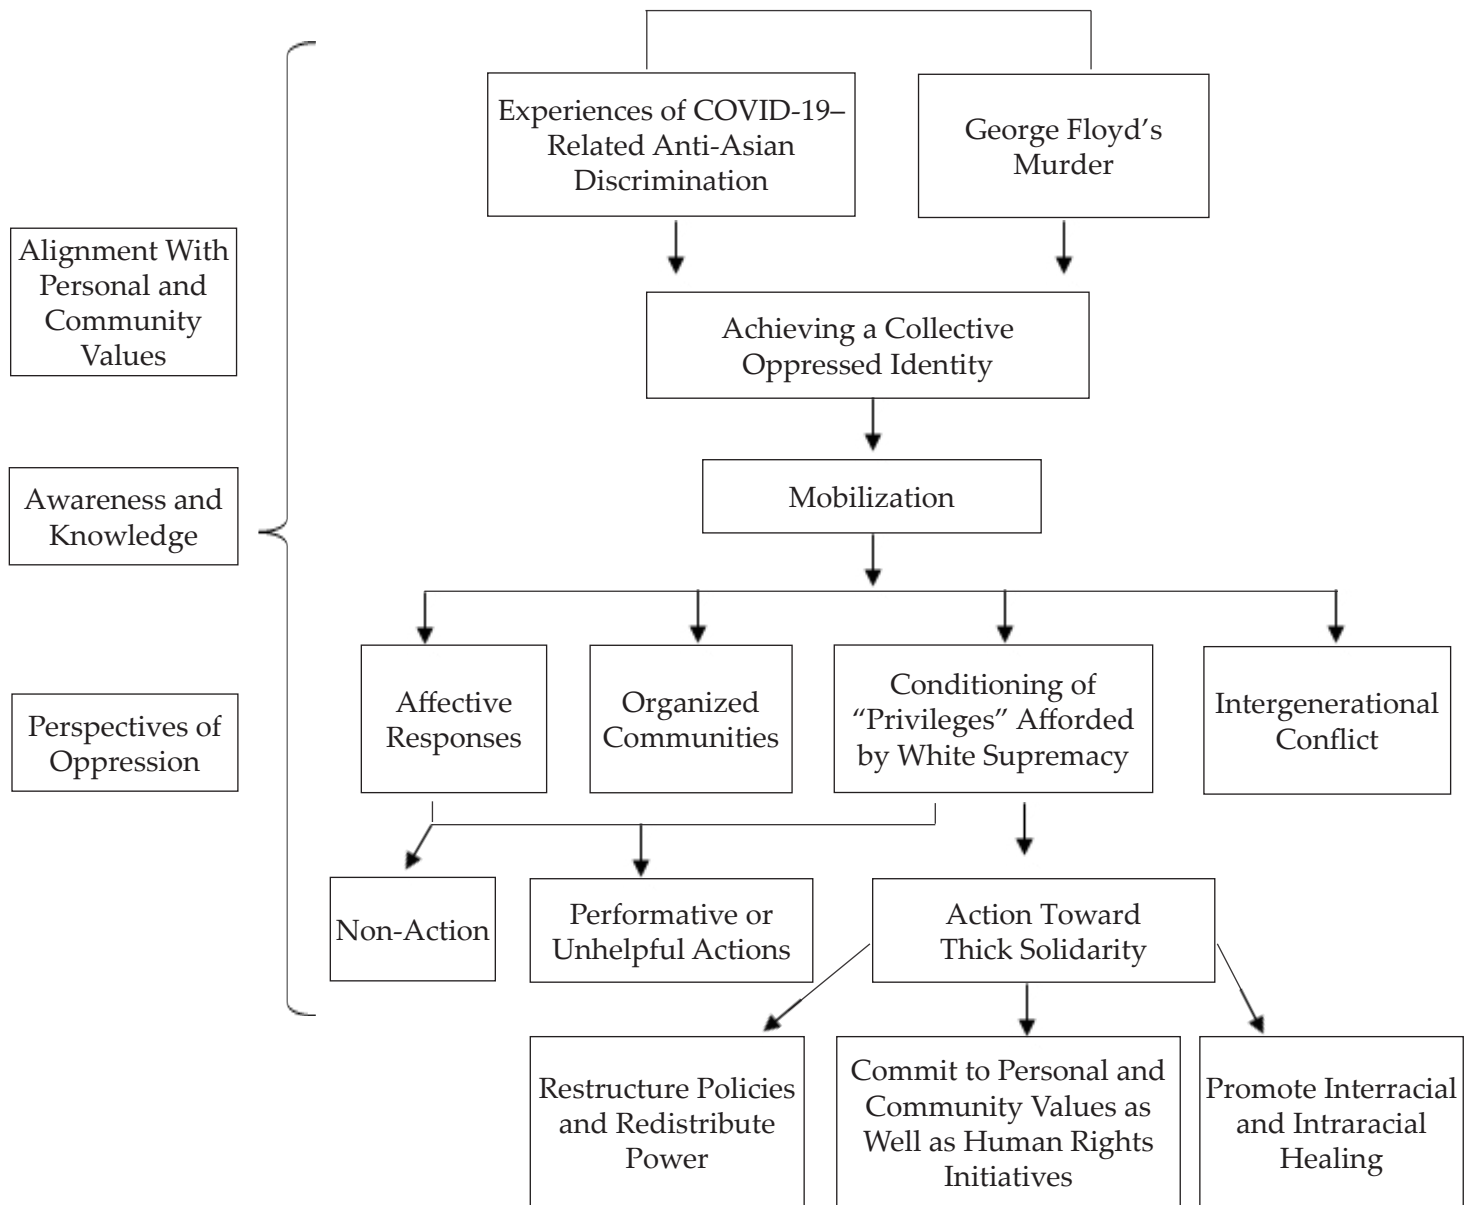 Experiences of COVID-19–
Related Anti-Asian
Discrimination
George Floyd’s
Murder
Alignment With
Personal and
Community
Values
Achieving a Collective
Oppressed Identity
Awareness and
Knowledge
Mobilization
Perspectives of
Oppression
Affective
Responses
Organized
Communities
Conditioning of
“Privileges” Afforded
by White Supremacy
Intergenerational
Conflict
Non-Action
Performative or
Unhelpful Actions
Action Toward
Thick Solidarity
Restructure Policies
and Redistribute
Power
Commit to Personal and
Community Values as
Well as Human Rights
Initiatives
Promote Interracial
and Intraracial
Healing